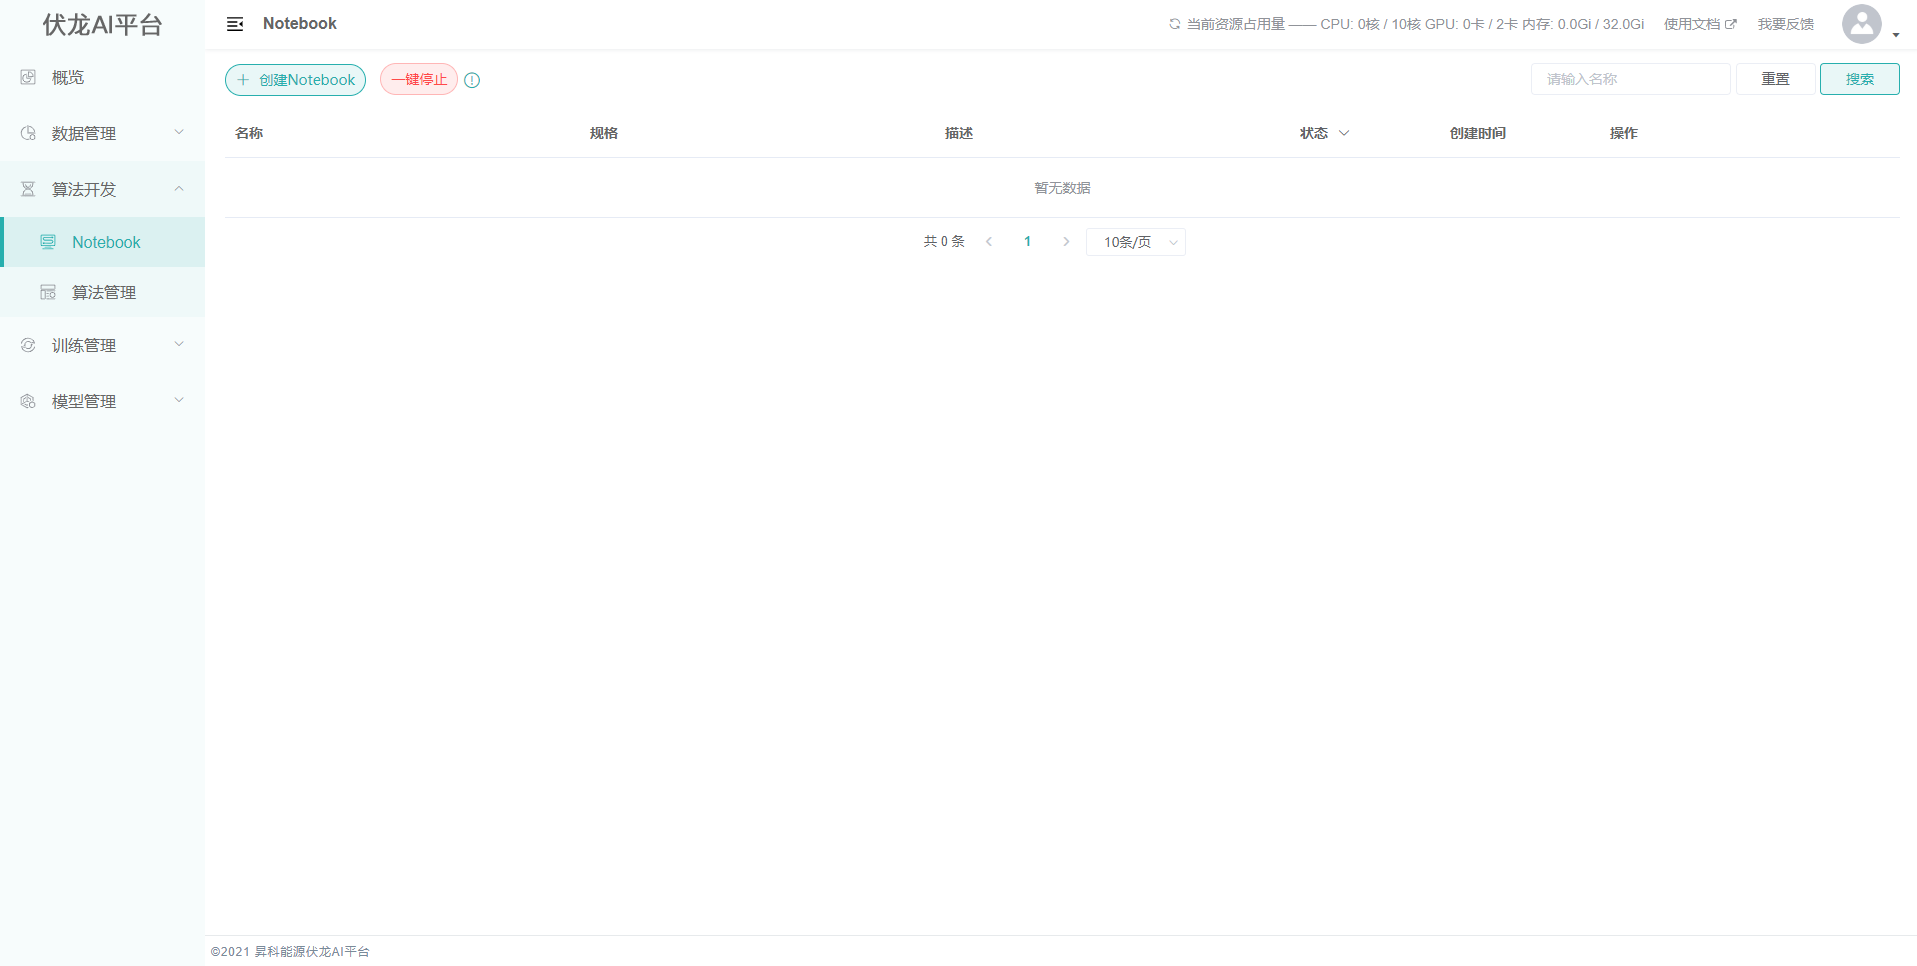 伏龙AI平台
Notebook
当前资源占用量 —— CPU: 0核 / 10核 GPU: 0卡 / 2卡 内存: 0.0Gi / 32.0Gi 使用文档 我要反馈
概览
数据管理
算法开发
Notebook
算法管理
训练管理
模型管理
创建Notebook 一键停止
请输入名称 重置 搜索
名称 规格 描述 状态 创建时间 操作
暂无数据
共 0 条 1 10条/页
©2021 昇科能源伏龙AI平台